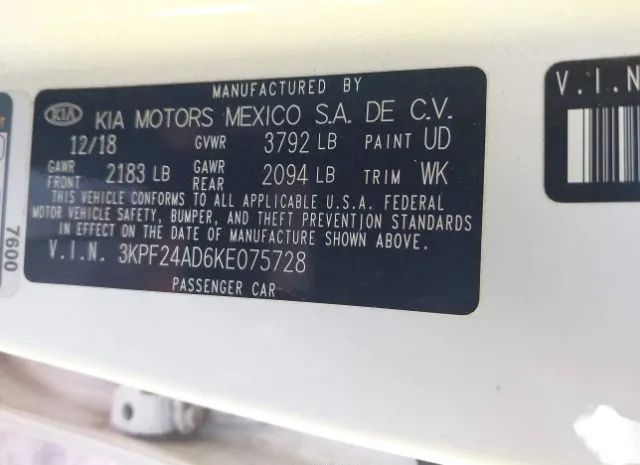 MANUFACTURED BY
KIA KIA MOTORS MEXICO S.A. DE C.V.
12/18 GVWR 3792 LB PAINT UD
GAWR FRONT 2183 LB GAWR REAR 2094 LB TRIM WK
THIS VEHICLE CONFORMS TO ALL APPLICABLE U.S.A. FEDERAL
MOTOR VEHICLE SAFETY, BUMPER, AND THEFT PREVENTION STANDARDS
IN EFFECT ON THE DATE OF MANUFACTURE SHOWN ABOVE.
V.I.N. 3KPF24AD6KE075728
PASSENGER CAR
7600
V.I.N